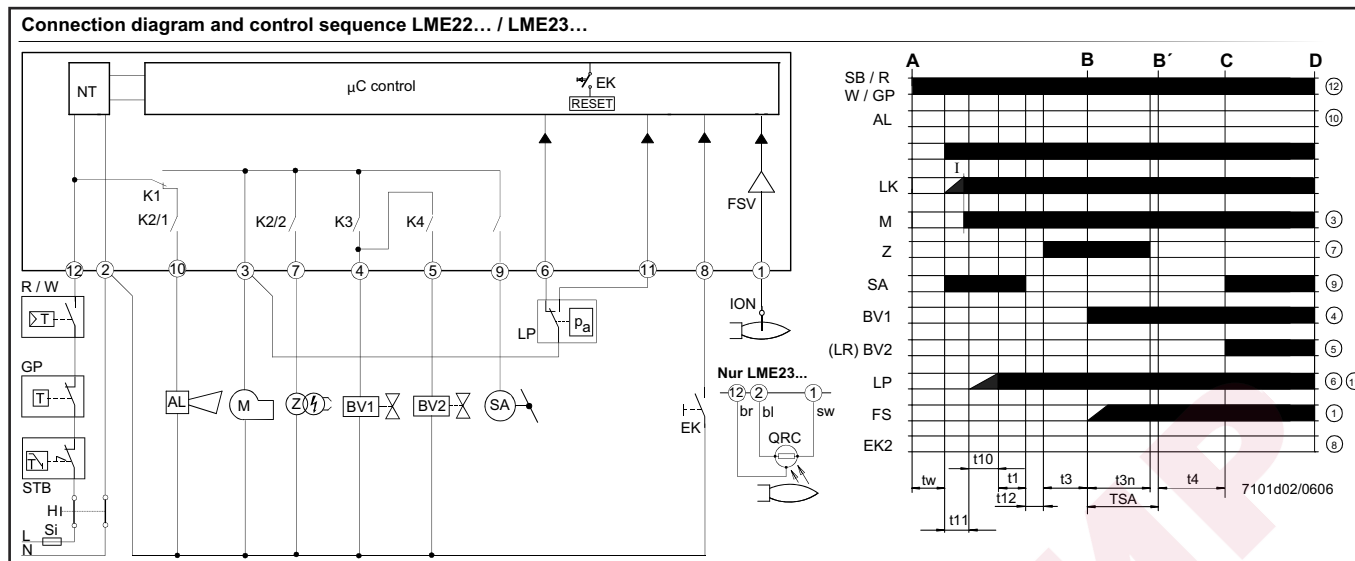 Connection diagram and control sequence LME22… / LME23…
NT
µC control
EK
RESET
K1
K2/1
K2/2
K3
K4
FSV
12
2
10
3
7
4
5
9
6
11
8
1
R / W
T
GP
T
STB
T
H
L
Si
N
AL
M
Z
BV1
BV2
SA
LP
pa
ION
EK
Nur LME23...
12
2
1
br
bl
sw
QRC
A
B
B´
C
D
SB / R
W / GP
12
AL
10
I
LK
M
3
Z
7
SA
9
BV1
4
(LR) BV2
5
LP
6
FS
1
EK2
8
tw
t10
t1
t12
t11
t3
t3n
TSA
t4
7101d02/0606